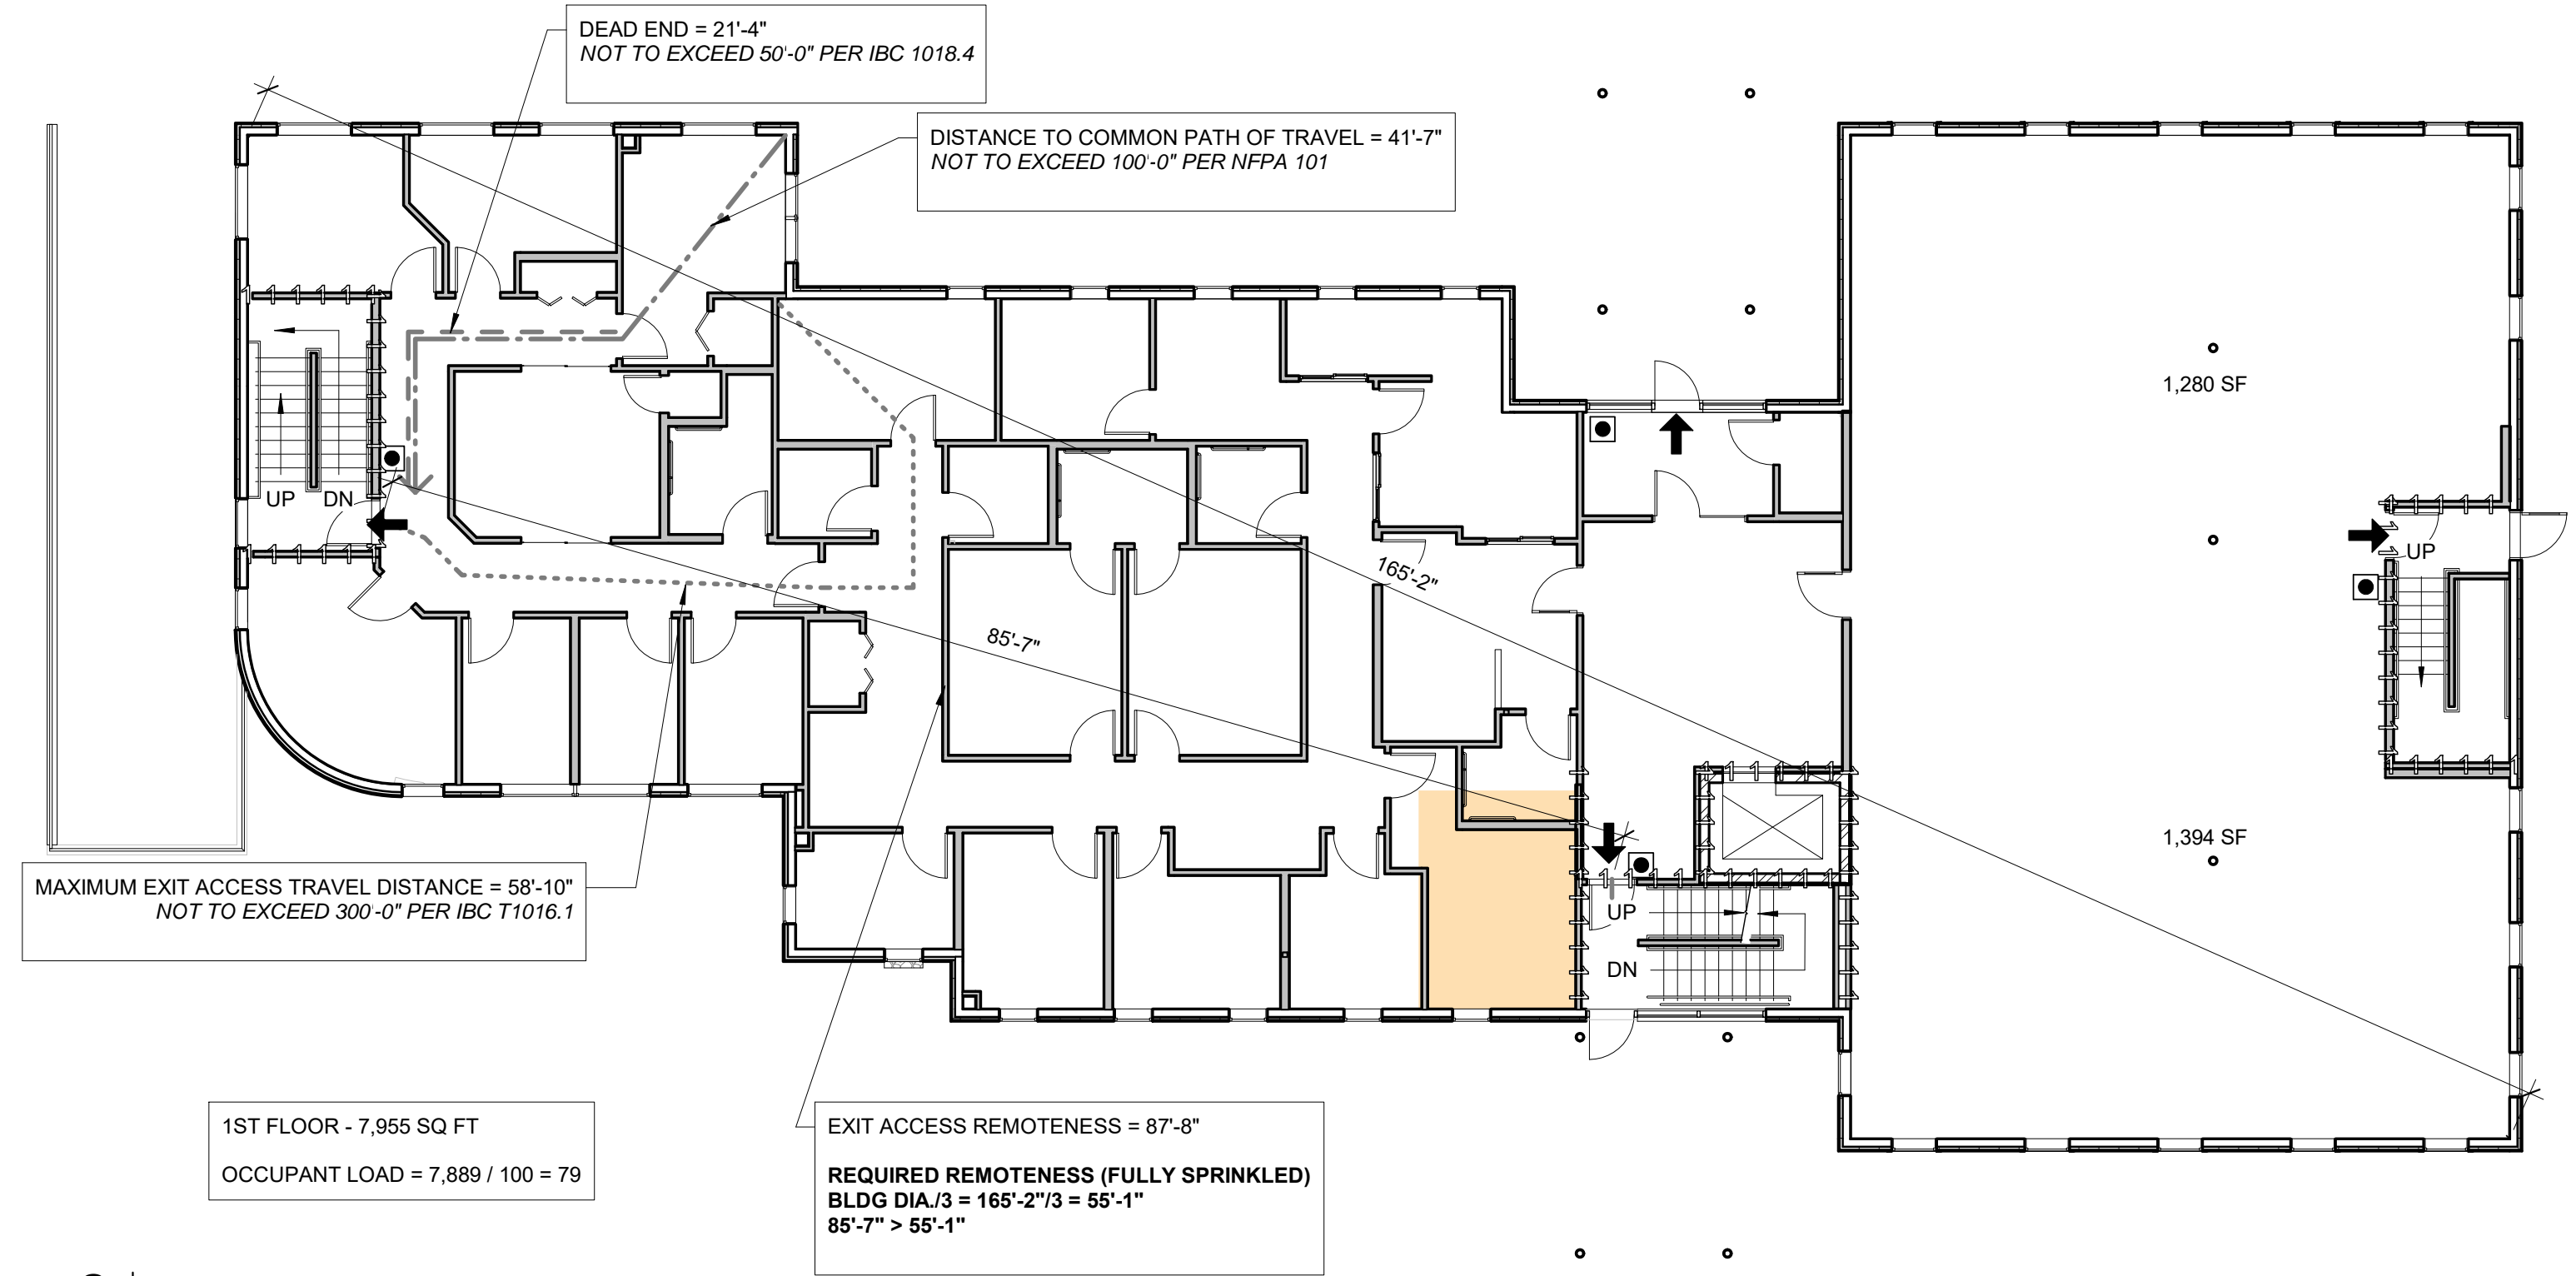 DEAD END = 21'-4"
NOT TO EXCEED 50'-0" PER IBC 1018.4
DISTANCE TO COMMON PATH OF TRAVEL = 41'-7"
NOT TO EXCEED 100'-0" PER NFPA 101
1,280 SF
UP DN
UP
165'-2"
85'-7"
1,394 SF
MAXIMUM EXIT ACCESS TRAVEL DISTANCE = 58'-10"
NOT TO EXCEED 300'-0" PER IBC T1016.1
UP
DN
1ST FLOOR - 7,955 SQ FT
OCCUPANT LOAD = 7,889 / 100 = 79
EXIT ACCESS REMOTENESS = 87'-8"
REQUIRED REMOTENESS (FULLY SPRINKLED)
BLDG DIA./3 = 165'-2"/3 = 55'-1"
85'-7" > 55'-1"